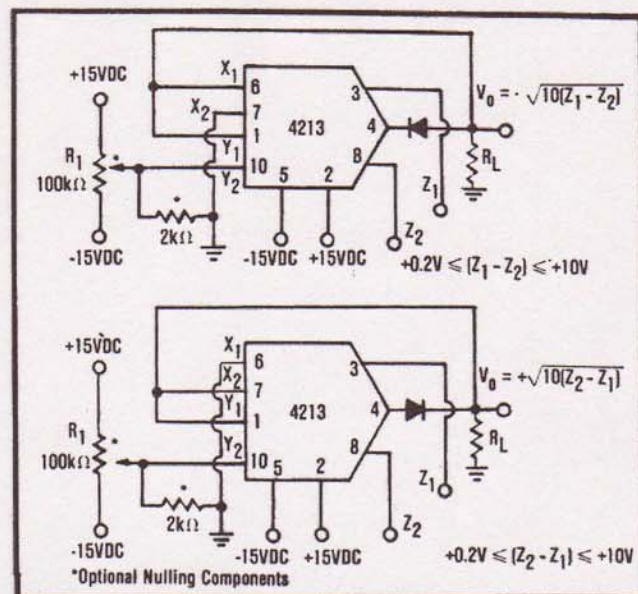 +15VDC
X₁
6
3
V₀ = - √10(Z₁ - Z₂)
X₂
7
4213
4
R₁
*
1
8
100kΩ
Y₁
10
R_L
Y₂
5
2
*
Z₁
2kΩ
Z₂
-15VDC
-15VDC
+15VDC
+0.2V ≤ (Z₁ - Z₂) ≤ +10V
+15VDC
X₁
6
3
V₀ = +√10(Z₂ - Z₁)
X₂
7
Y₁
4213
4
R₁
*
1
8
100kΩ
Y₂
10
R_L
5
2
*
Z₁
2kΩ
Z₂
-15VDC
-15VDC
+15VDC
+0.2V ≤ (Z₂ - Z₁) ≤ +10V
*Optional Nulling Components